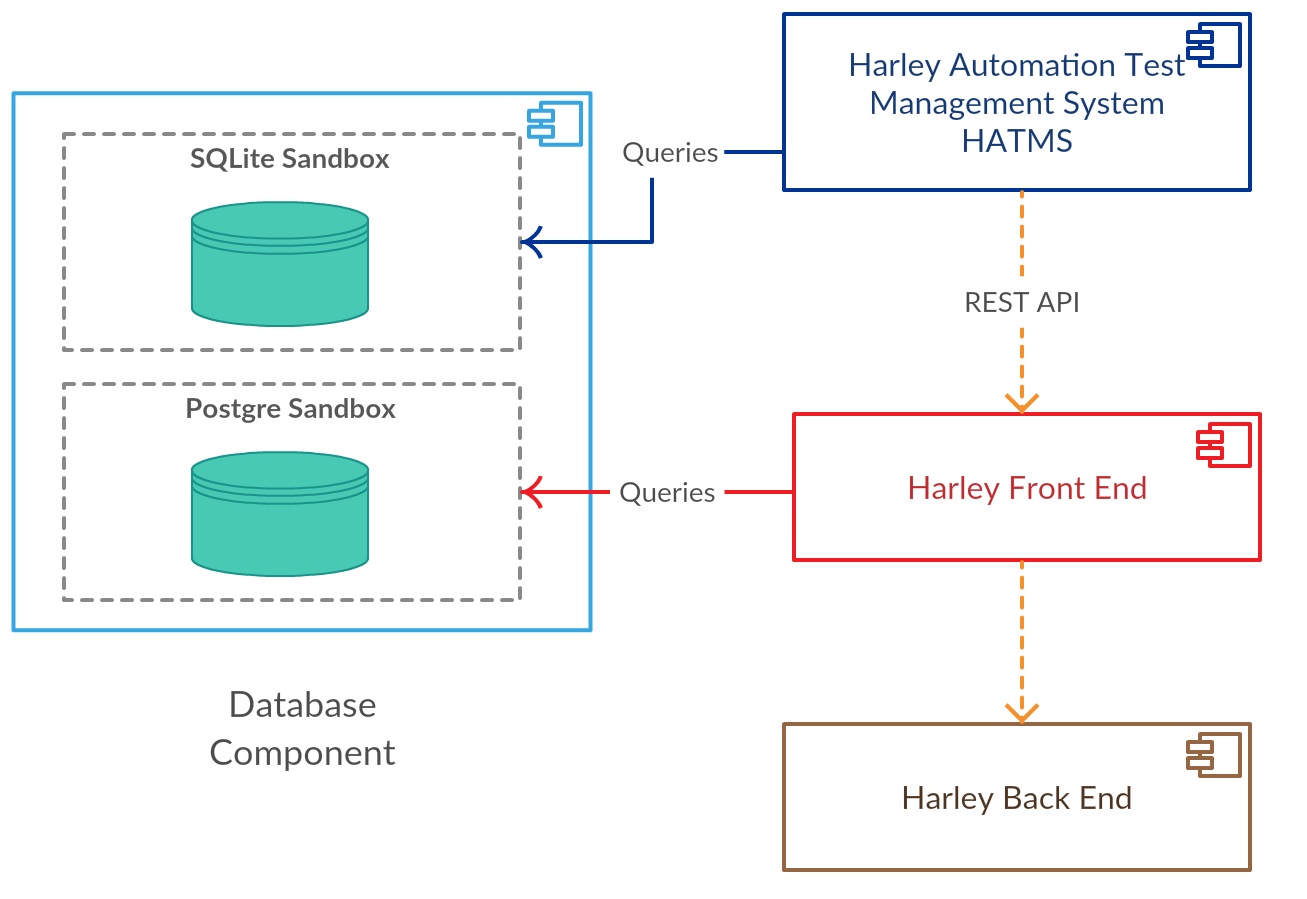 Harley Automation Test
Management System
HATMS
SQLite Sandbox
Queries
REST API
Postgre Sandbox
Queries
Harley Front End
Database
Component
Harley Back End